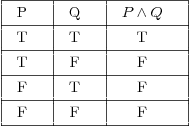 P Q P ∧ Q
T T T
T F F
F T F
F F F